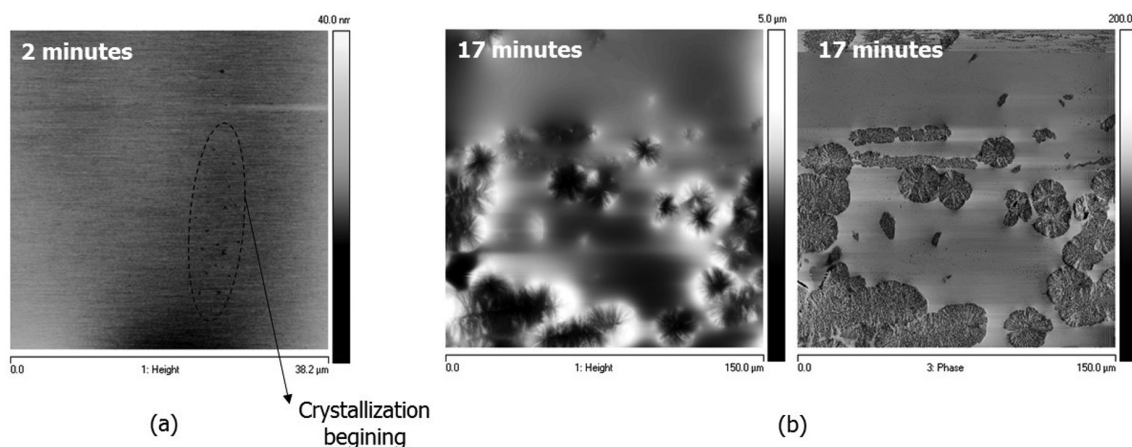 40.0 nm
2 minutes
0.0
1: Height
38.2 µm
Crystallization
begining
(a)
5.0 µm
17 minutes
0.0
1: Height
150.0 µm
200.0
17 minutes
0.0
3: Phase
150.0 µm
(b)